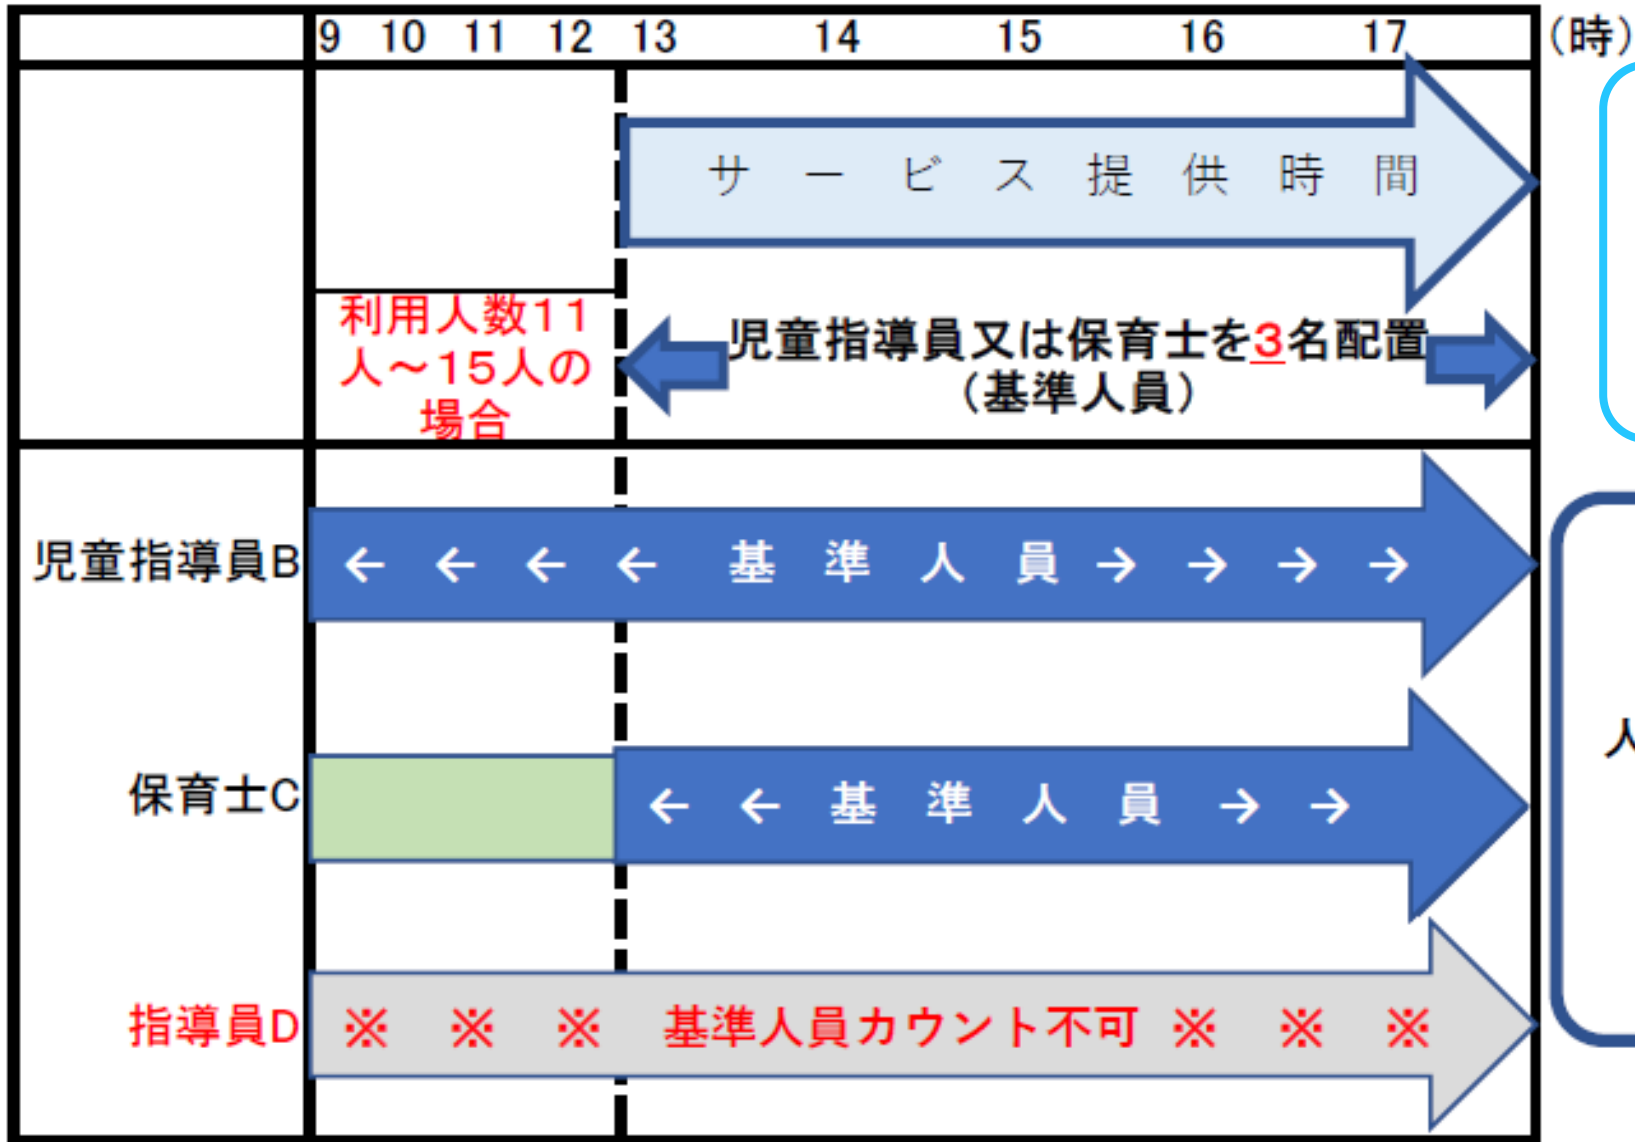 9 10 11 12 13 14 15 16 17 (時)
サービス提供時間
利用人数11
人～15人の
場合
児童指導員又は保育士を3名配置
(基準人員)
児童指導員B ← ← ← ← 基準人員 → → → →
保育士C ← ← 基準人員 → →
指導員D ※ ※ ※ 基準人員カウント不可 ※ ※ ※
人